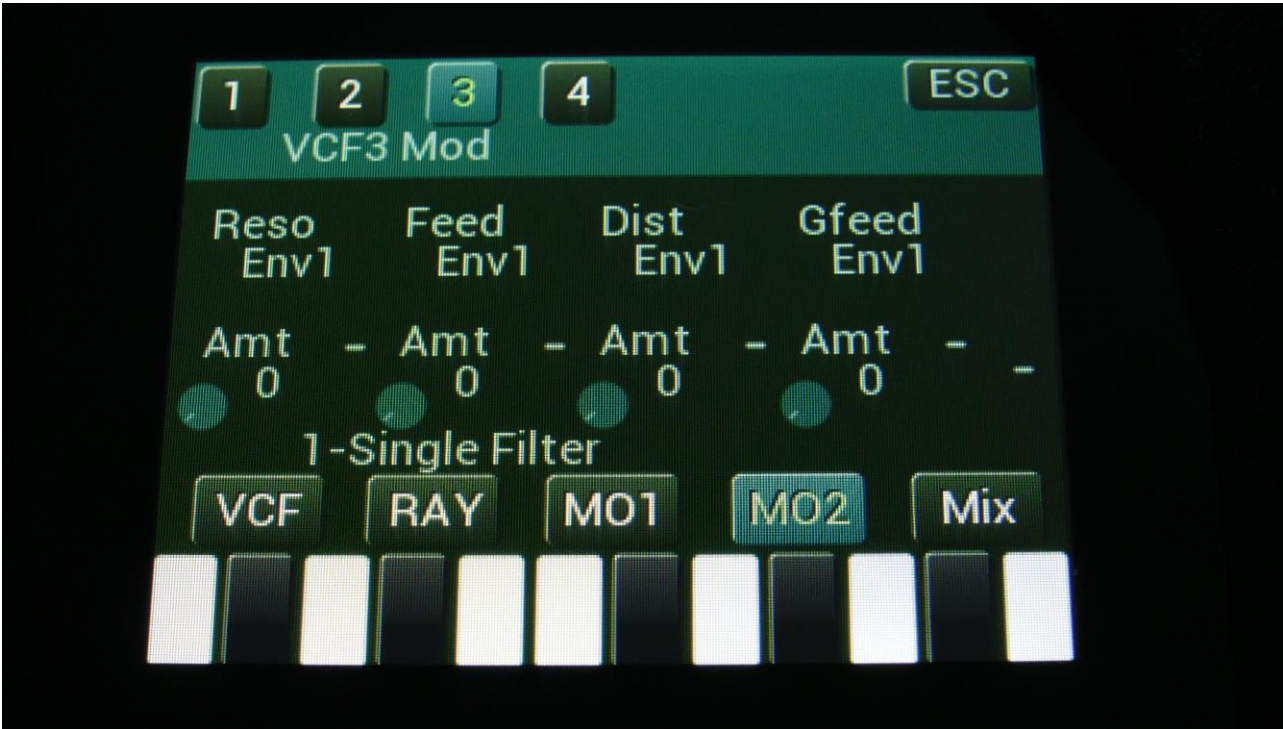 1 2 3 4 ESC
VCF3 Mod
Reso Feed Dist Gfeed
Env1 Env1 Env1 Env1
Amt - Amt - Amt - Amt -
0 0 0 0 -
1-Single Filter
VCF RAY MO1 MO2 Mix